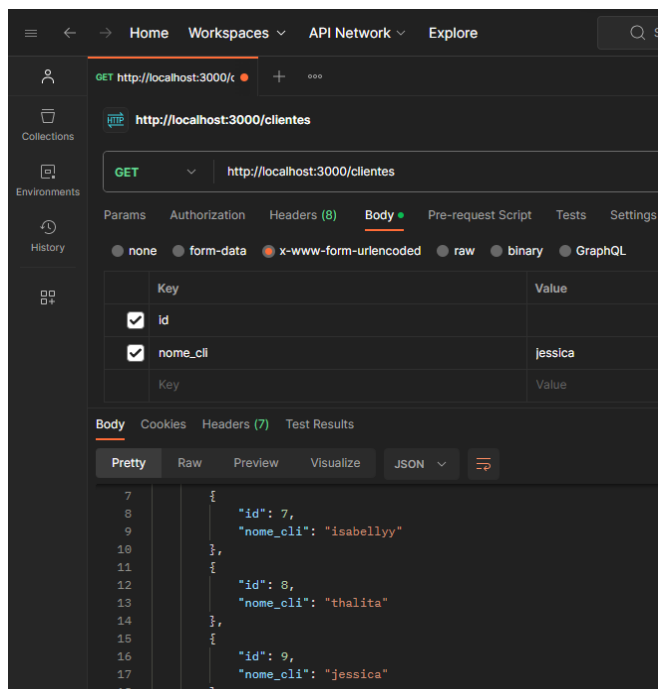 Home Workspaces API Network Explore
GET http://localhost:3000/c
HTTP http://localhost:3000/clientes
Collections
Environments
History
GET http://localhost:3000/clientes
Params Authorization Headers (8) Body Pre-request Script Tests Settings
none form-data x-www-form-urlencoded raw binary GraphQL
Key Value
id
nome_cli jessica
Key Value
Body Cookies Headers (7) Test Results
Pretty Raw Preview Visualize JSON
7 {
8 "id": 7,
9 "nome_cli": "isabellyy"
10 },
11 {
12 "id": 8,
13 "nome_cli": "thalita"
14 },
15 {
16 "id": 9,
17 "nome_cli": "jessica"